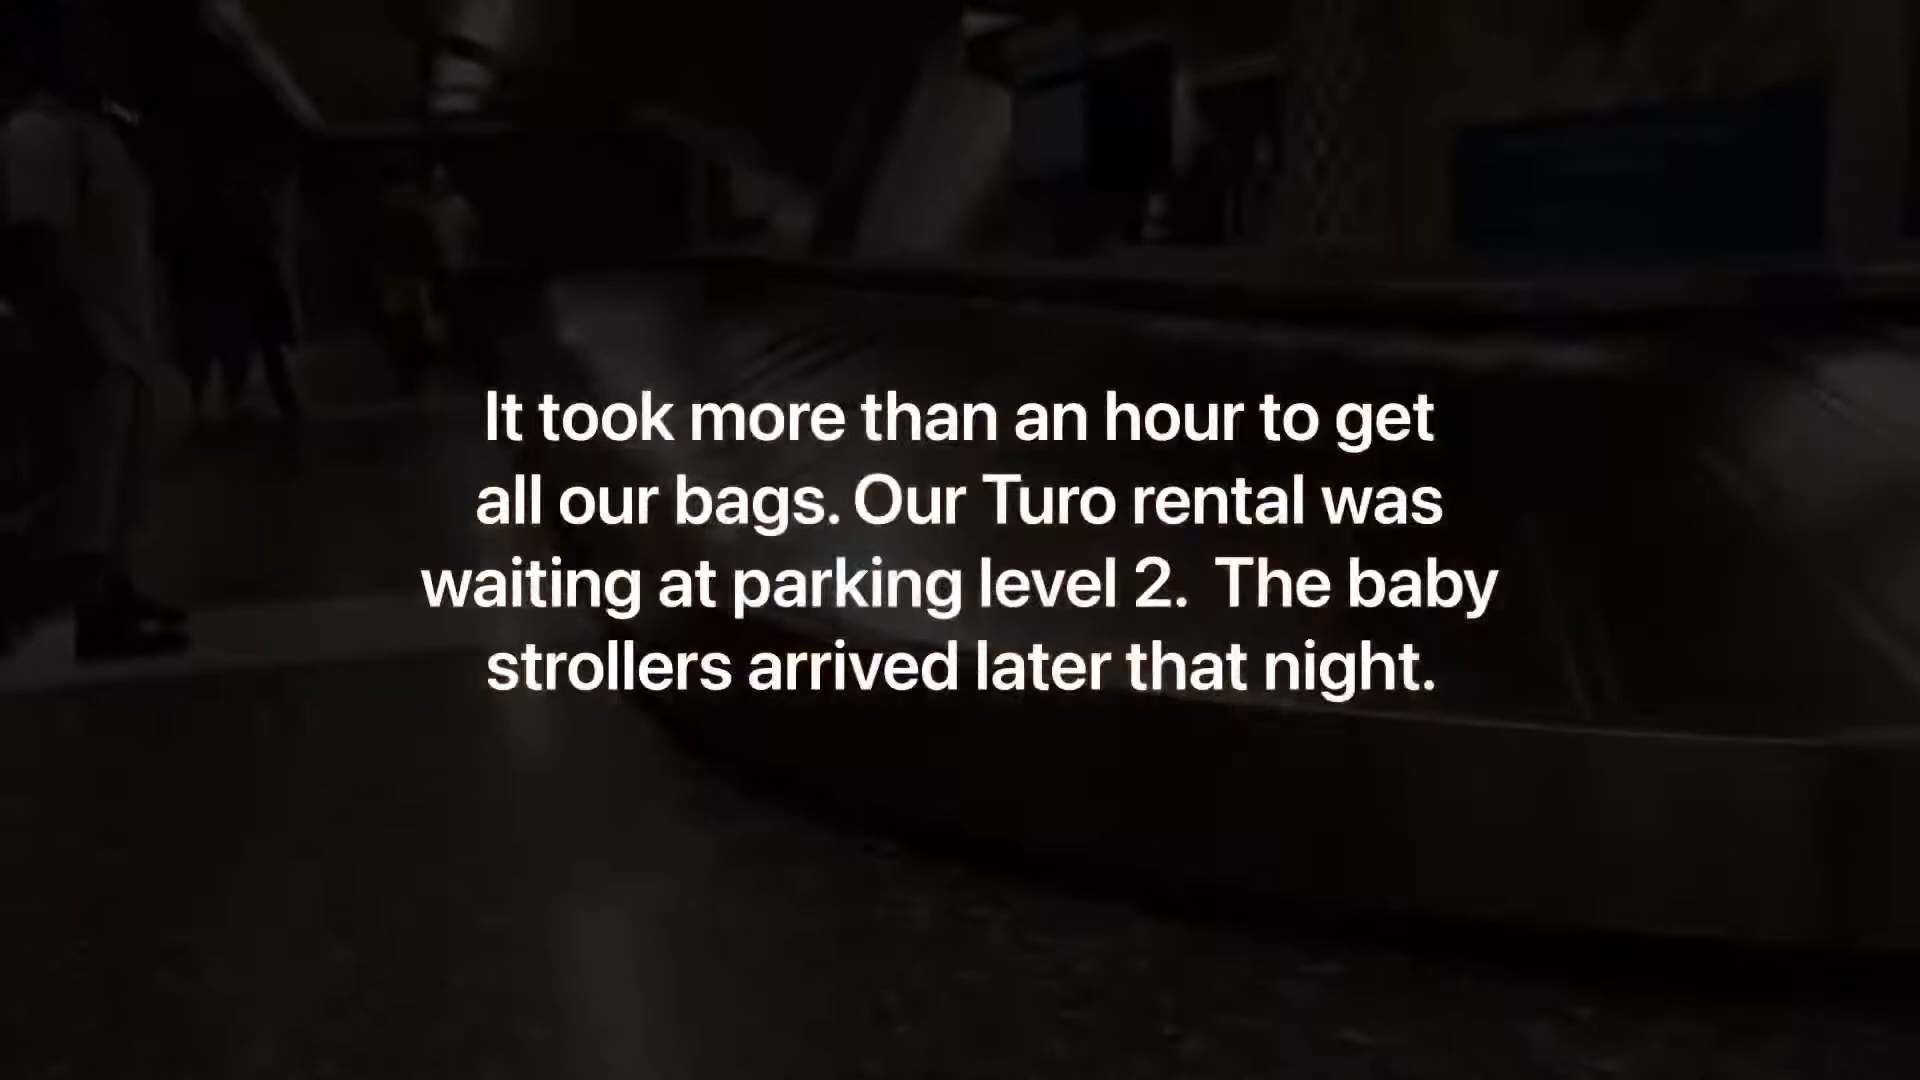 It took more than an hour to get
all our bags. Our Turo rental was
waiting at parking level 2.  The baby
strollers arrived later that night.